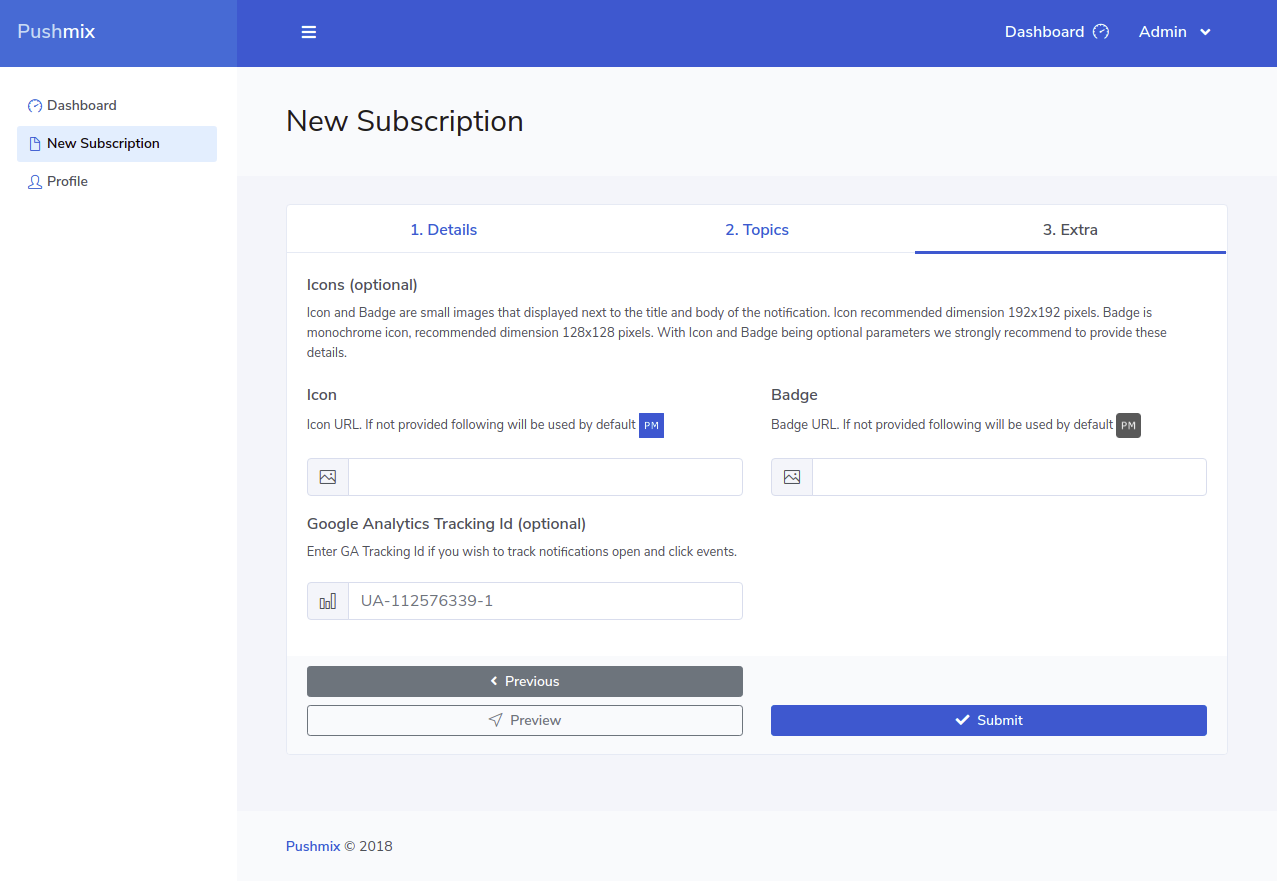 Pushmix
Dashboard
Admin
Dashboard
New Subscription
Profile
New Subscription
1. Details
2. Topics
3. Extra
Icons (optional)
Icon and Badge are small images that displayed next to the title and body of the notification. Icon recommended dimension 192x192 pixels. Badge is
monochrome icon, recommended dimension 128x128 pixels. With Icon and Badge being optional parameters we strongly recommend to provide these
details.
Icon
Icon URL. If not provided following will be used by default PM
Badge
Badge URL. If not provided following will be used by default PM
Google Analytics Tracking Id (optional)
Enter GA Tracking Id if you wish to track notifications open and click events.
UA-112576339-1
Previous
Preview
Submit
Pushmix © 2018